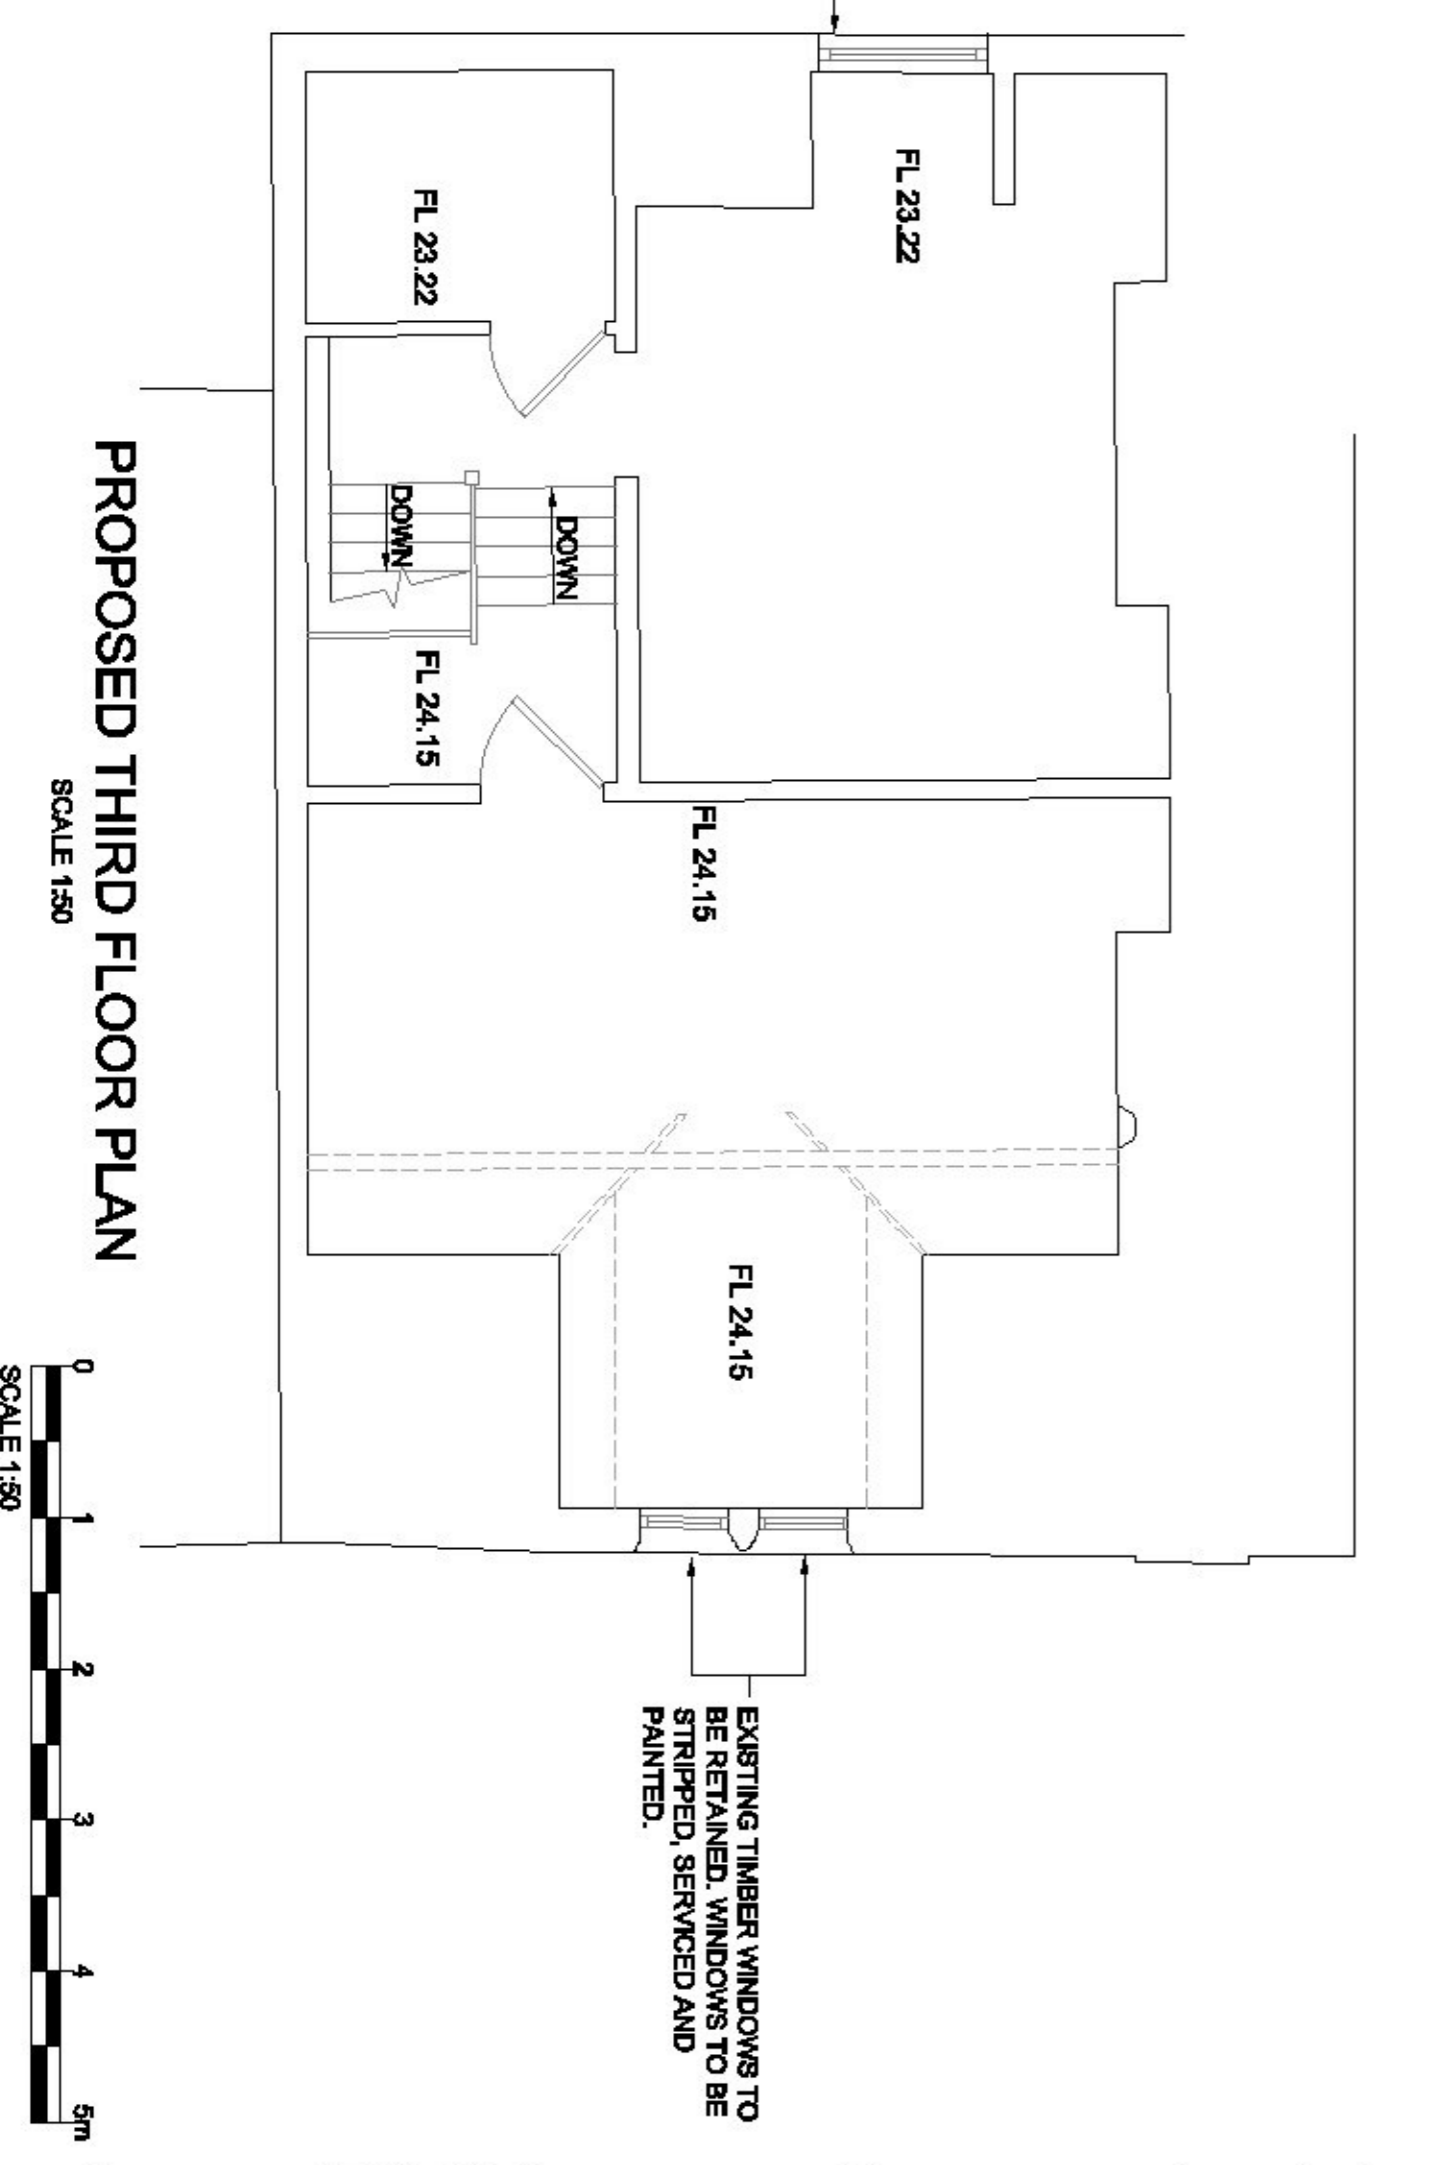 FL 23.22
FL 23.22
DOWN
DOWN
FL 24.15
FL 24.15
FL 24.15
EXISTING TIMBER WINDOWS TO
BE RETAINED. WINDOWS TO BE
STRIPPED, SERVICED AND
PAINTED.
PROPOSED THIRD FLOOR PLAN
SCALE 1:50
0 1 2 3 4 5m
SCALE 1:50